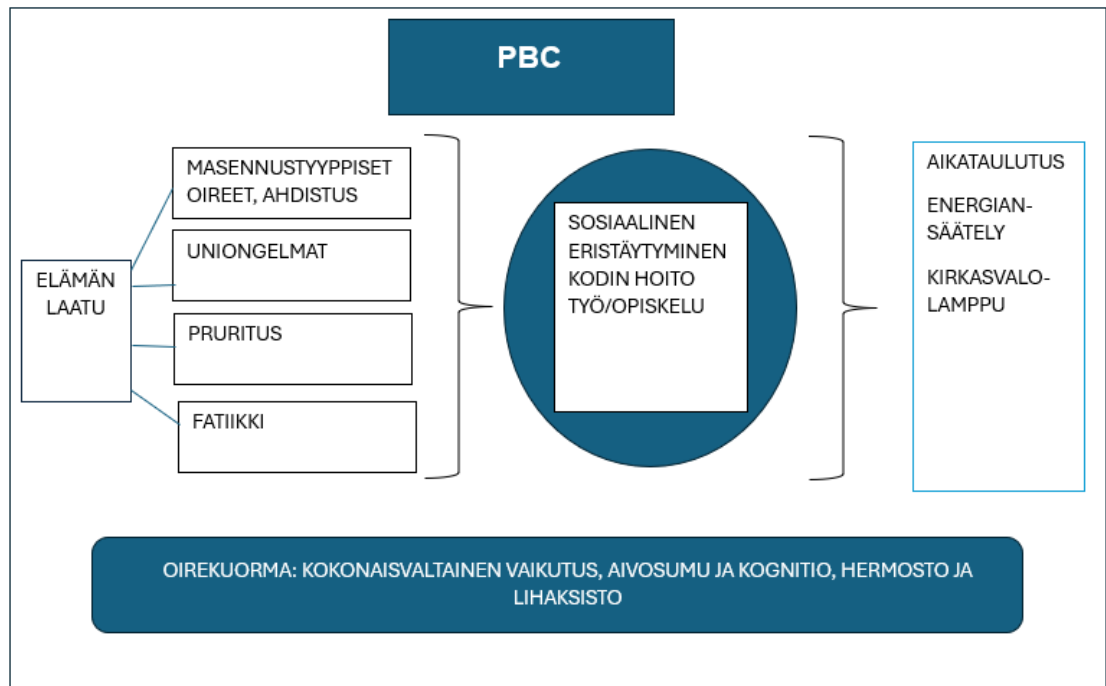 PBC
MASENNUSTYYPPISET
OIREET, AHDISTUS
UNIONGELMAT
ELÄMÄN
LAATU
PRURITUS
FATIIKKI
SOSIAALINEN
ERISTÄYTYMINEN
KODIN HOITO
TYÖ/OPISKELU
AIKATAULUTUS
ENERGIAN-
SÄÄTELY
KIRKASVALO-
LAMPPU
OIREKUORMA: KOKONAISVALTAINEN VAIKUTUS, AIVOSUMU JA KOGNITIO, HERMOSTO JA
LIHAKSISTO